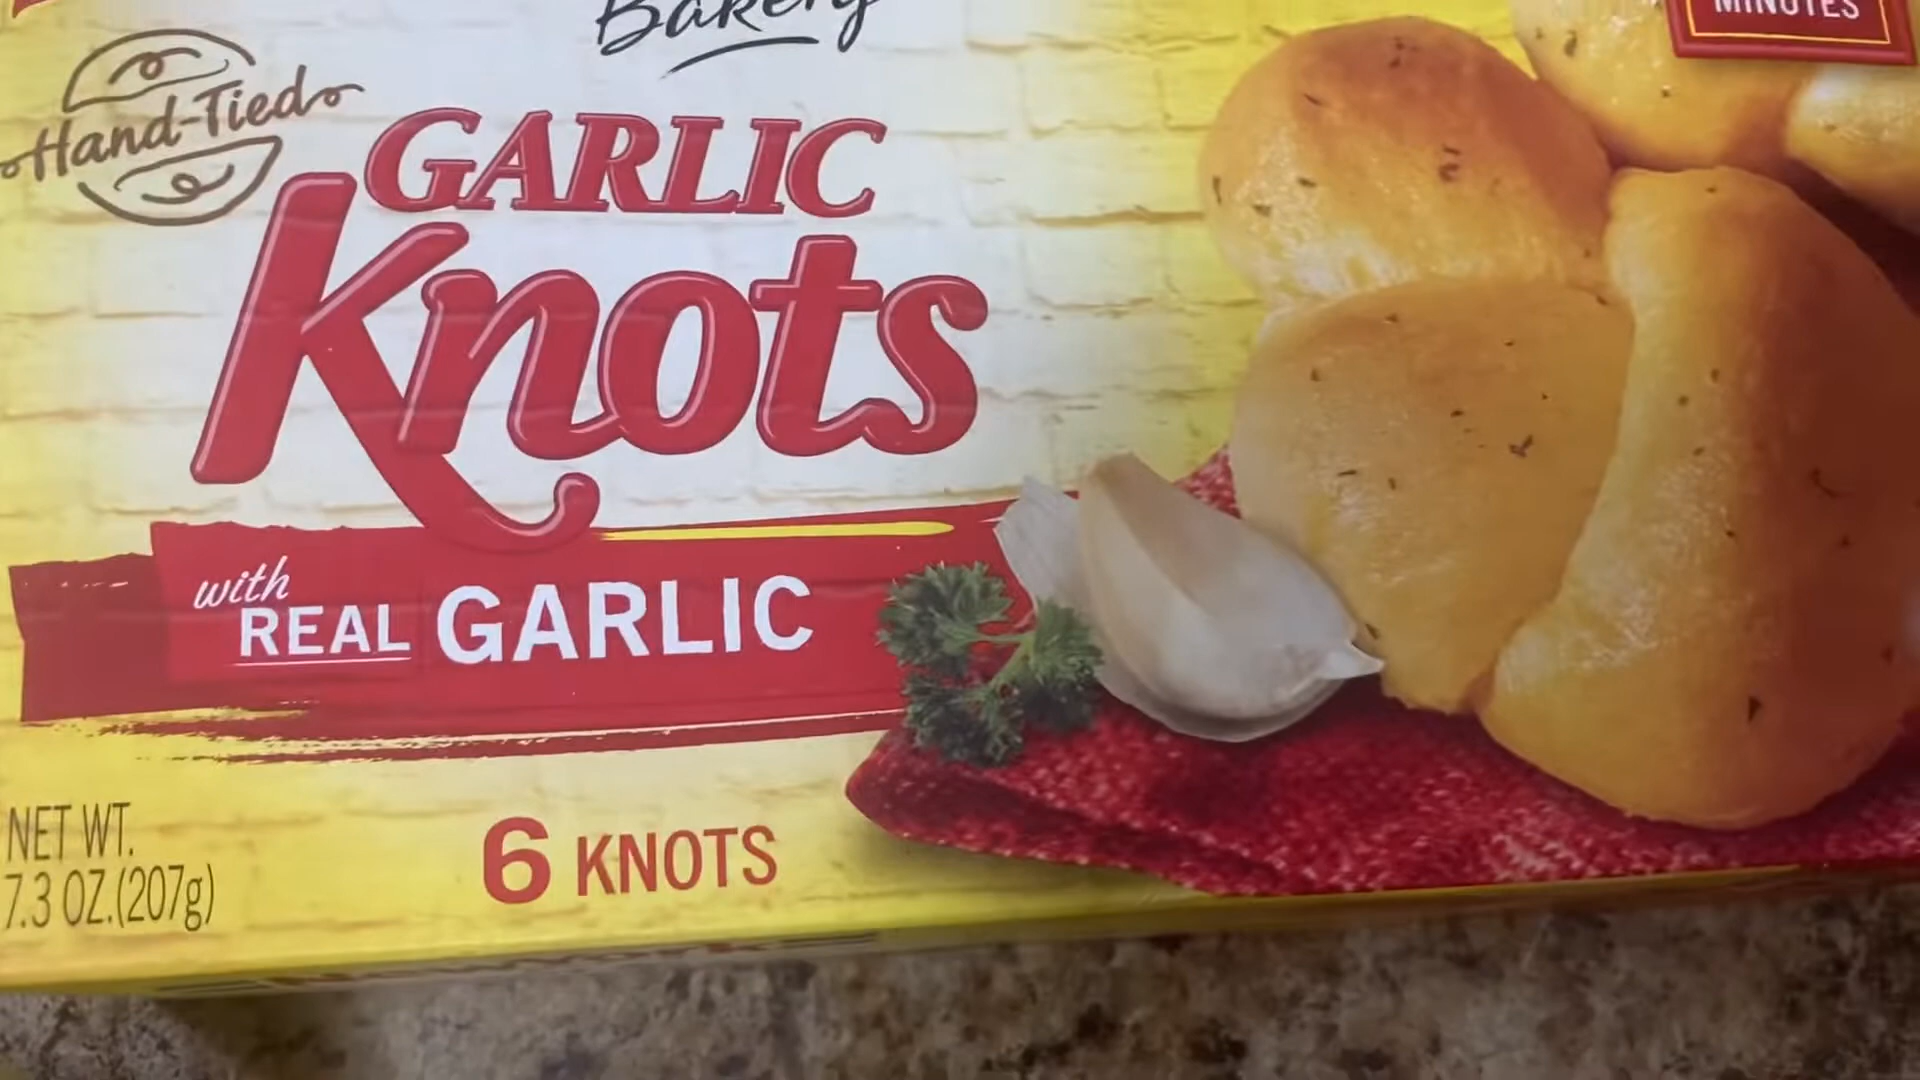 Bakery
MINUTES
Hand-Tied
GARLIC
Knots
with
REAL GARLIC
NET WT.
7.3 OZ.(207g)
6 KNOTS